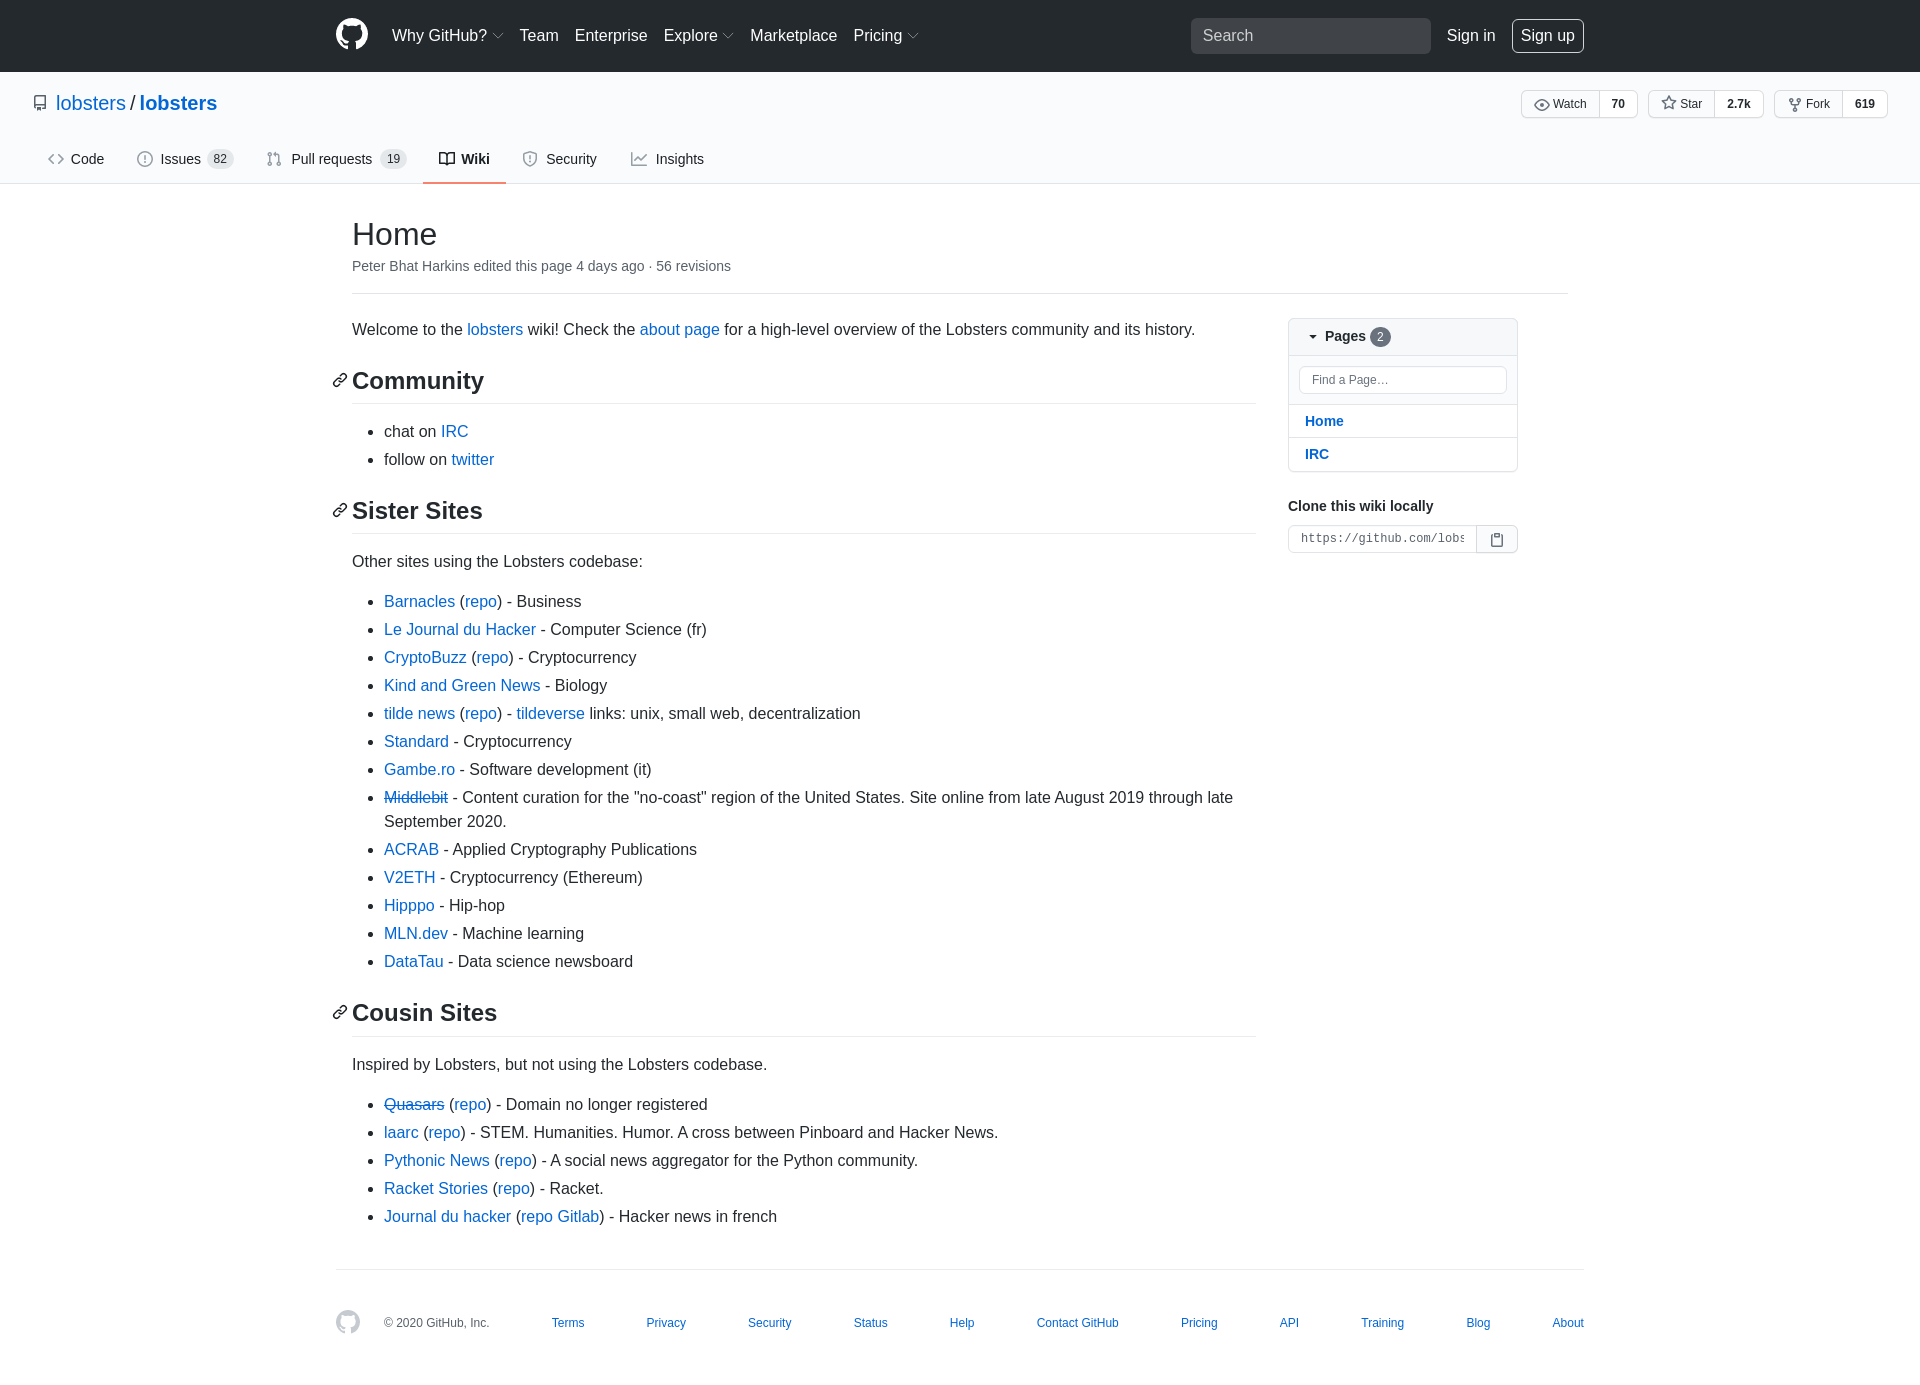 Why GitHub? Team Enterprise Explore Marketplace Pricing Search Sign in Sign up
lobsters / lobsters Watch 70 Star 2.7k Fork 619
Code Issues 82 Pull requests 19 Wiki Security Insights
Home
Peter Bhat Harkins edited this page 4 days ago · 56 revisions
Welcome to the lobsters wiki! Check the about page for a high-level overview of the Lobsters community and its history.
Community
• chat on IRC
• follow on twitter
Sister Sites
Other sites using the Lobsters codebase:
• Barnacles (repo) - Business
• Le Journal du Hacker - Computer Science (fr)
• CryptoBuzz (repo) - Cryptocurrency
• Kind and Green News - Biology
• tilde news (repo) - tildeverse links: unix, small web, decentralization
• Standard - Cryptocurrency
• Gambe.ro - Software development (it)
• Middlebit - Content curation for the "no-coast" region of the United States. Site online from late August 2019 through late
September 2020.
• ACRAB - Applied Cryptography Publications
• V2ETH - Cryptocurrency (Ethereum)
• Hipppo - Hip-hop
• MLN.dev - Machine learning
• DataTau - Data science newsboard
Cousin Sites
Inspired by Lobsters, but not using the Lobsters codebase.
• Quasars (repo) - Domain no longer registered
• laarc (repo) - STEM. Humanities. Humor. A cross between Pinboard and Hacker News.
• Pythonic News (repo) - A social news aggregator for the Python community.
• Racket Stories (repo) - Racket.
• Journal du hacker (repo Gitlab) - Hacker news in french
Pages 2
Find a Page…
Home
IRC
Clone this wiki locally
https://github.com/lobs
© 2020 GitHub, Inc. Terms Privacy Security Status Help Contact GitHub Pricing API Training Blog About